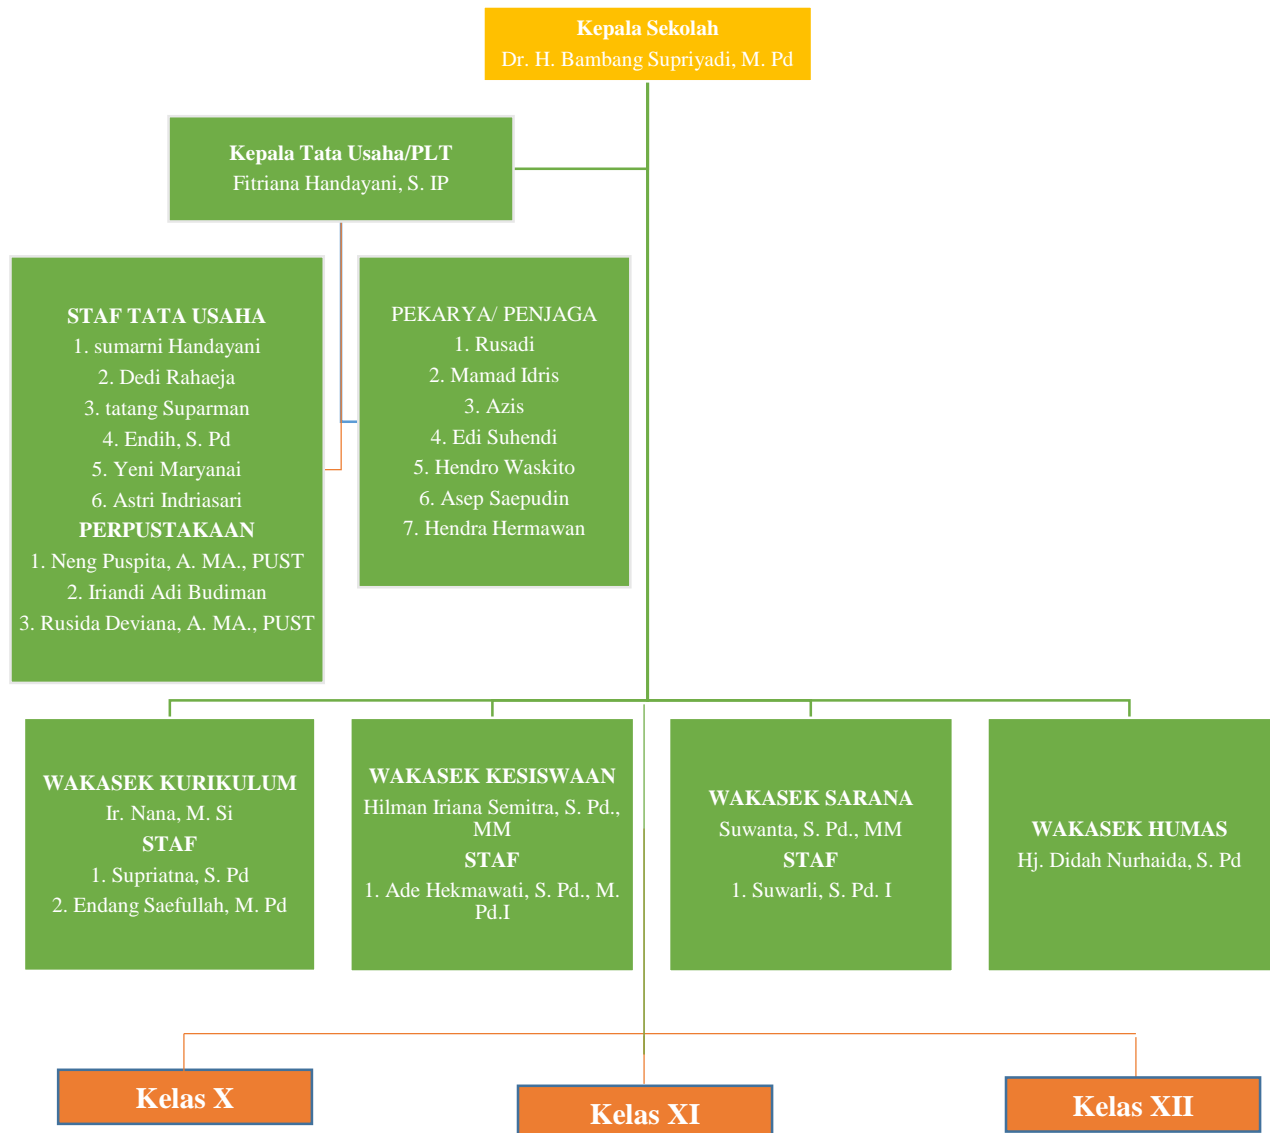 Kepala Sekolah
Dr. H. Bambang Supriyadi, M. Pd
Kepala Tata Usaha/PLT
Fitriana Handayani, S. IP
STAF TATA USAHA
1. sumarni Handayani
2. Dedi Rahaeja
3. tatang Suparman
4. Endih, S. Pd
5. Yeni Maryanai
6. Astri Indriasari
PERPUSTAKAAN
1. Neng Puspita, A. MA., PUST
2. Iriandi Adi Budiman
3. Rusida Deviana, A. MA., PUST
PEKARYA/ PENJAGA
1. Rusadi
2. Mamad Idris
3. Azis
4. Edi Suhendi
5. Hendro Waskito
6. Asep Saepudin
7. Hendra Hermawan
WAKASEK KURIKULUM
Ir. Nana, M. Si
STAF
1. Supriatna, S. Pd
2. Endang Saefullah, M. Pd
WAKASEK KESISWAAN
Hilman Iriana Semitra, S. Pd.,
MM
STAF
1. Ade Hekmawati, S. Pd., M.
Pd.I
WAKASEK SARANA
Suwanta, S. Pd., MM
STAF
1. Suwarli, S. Pd. I
WAKASEK HUMAS
Hj. Didah Nurhaida, S. Pd
Kelas X
Kelas XI
Kelas XII